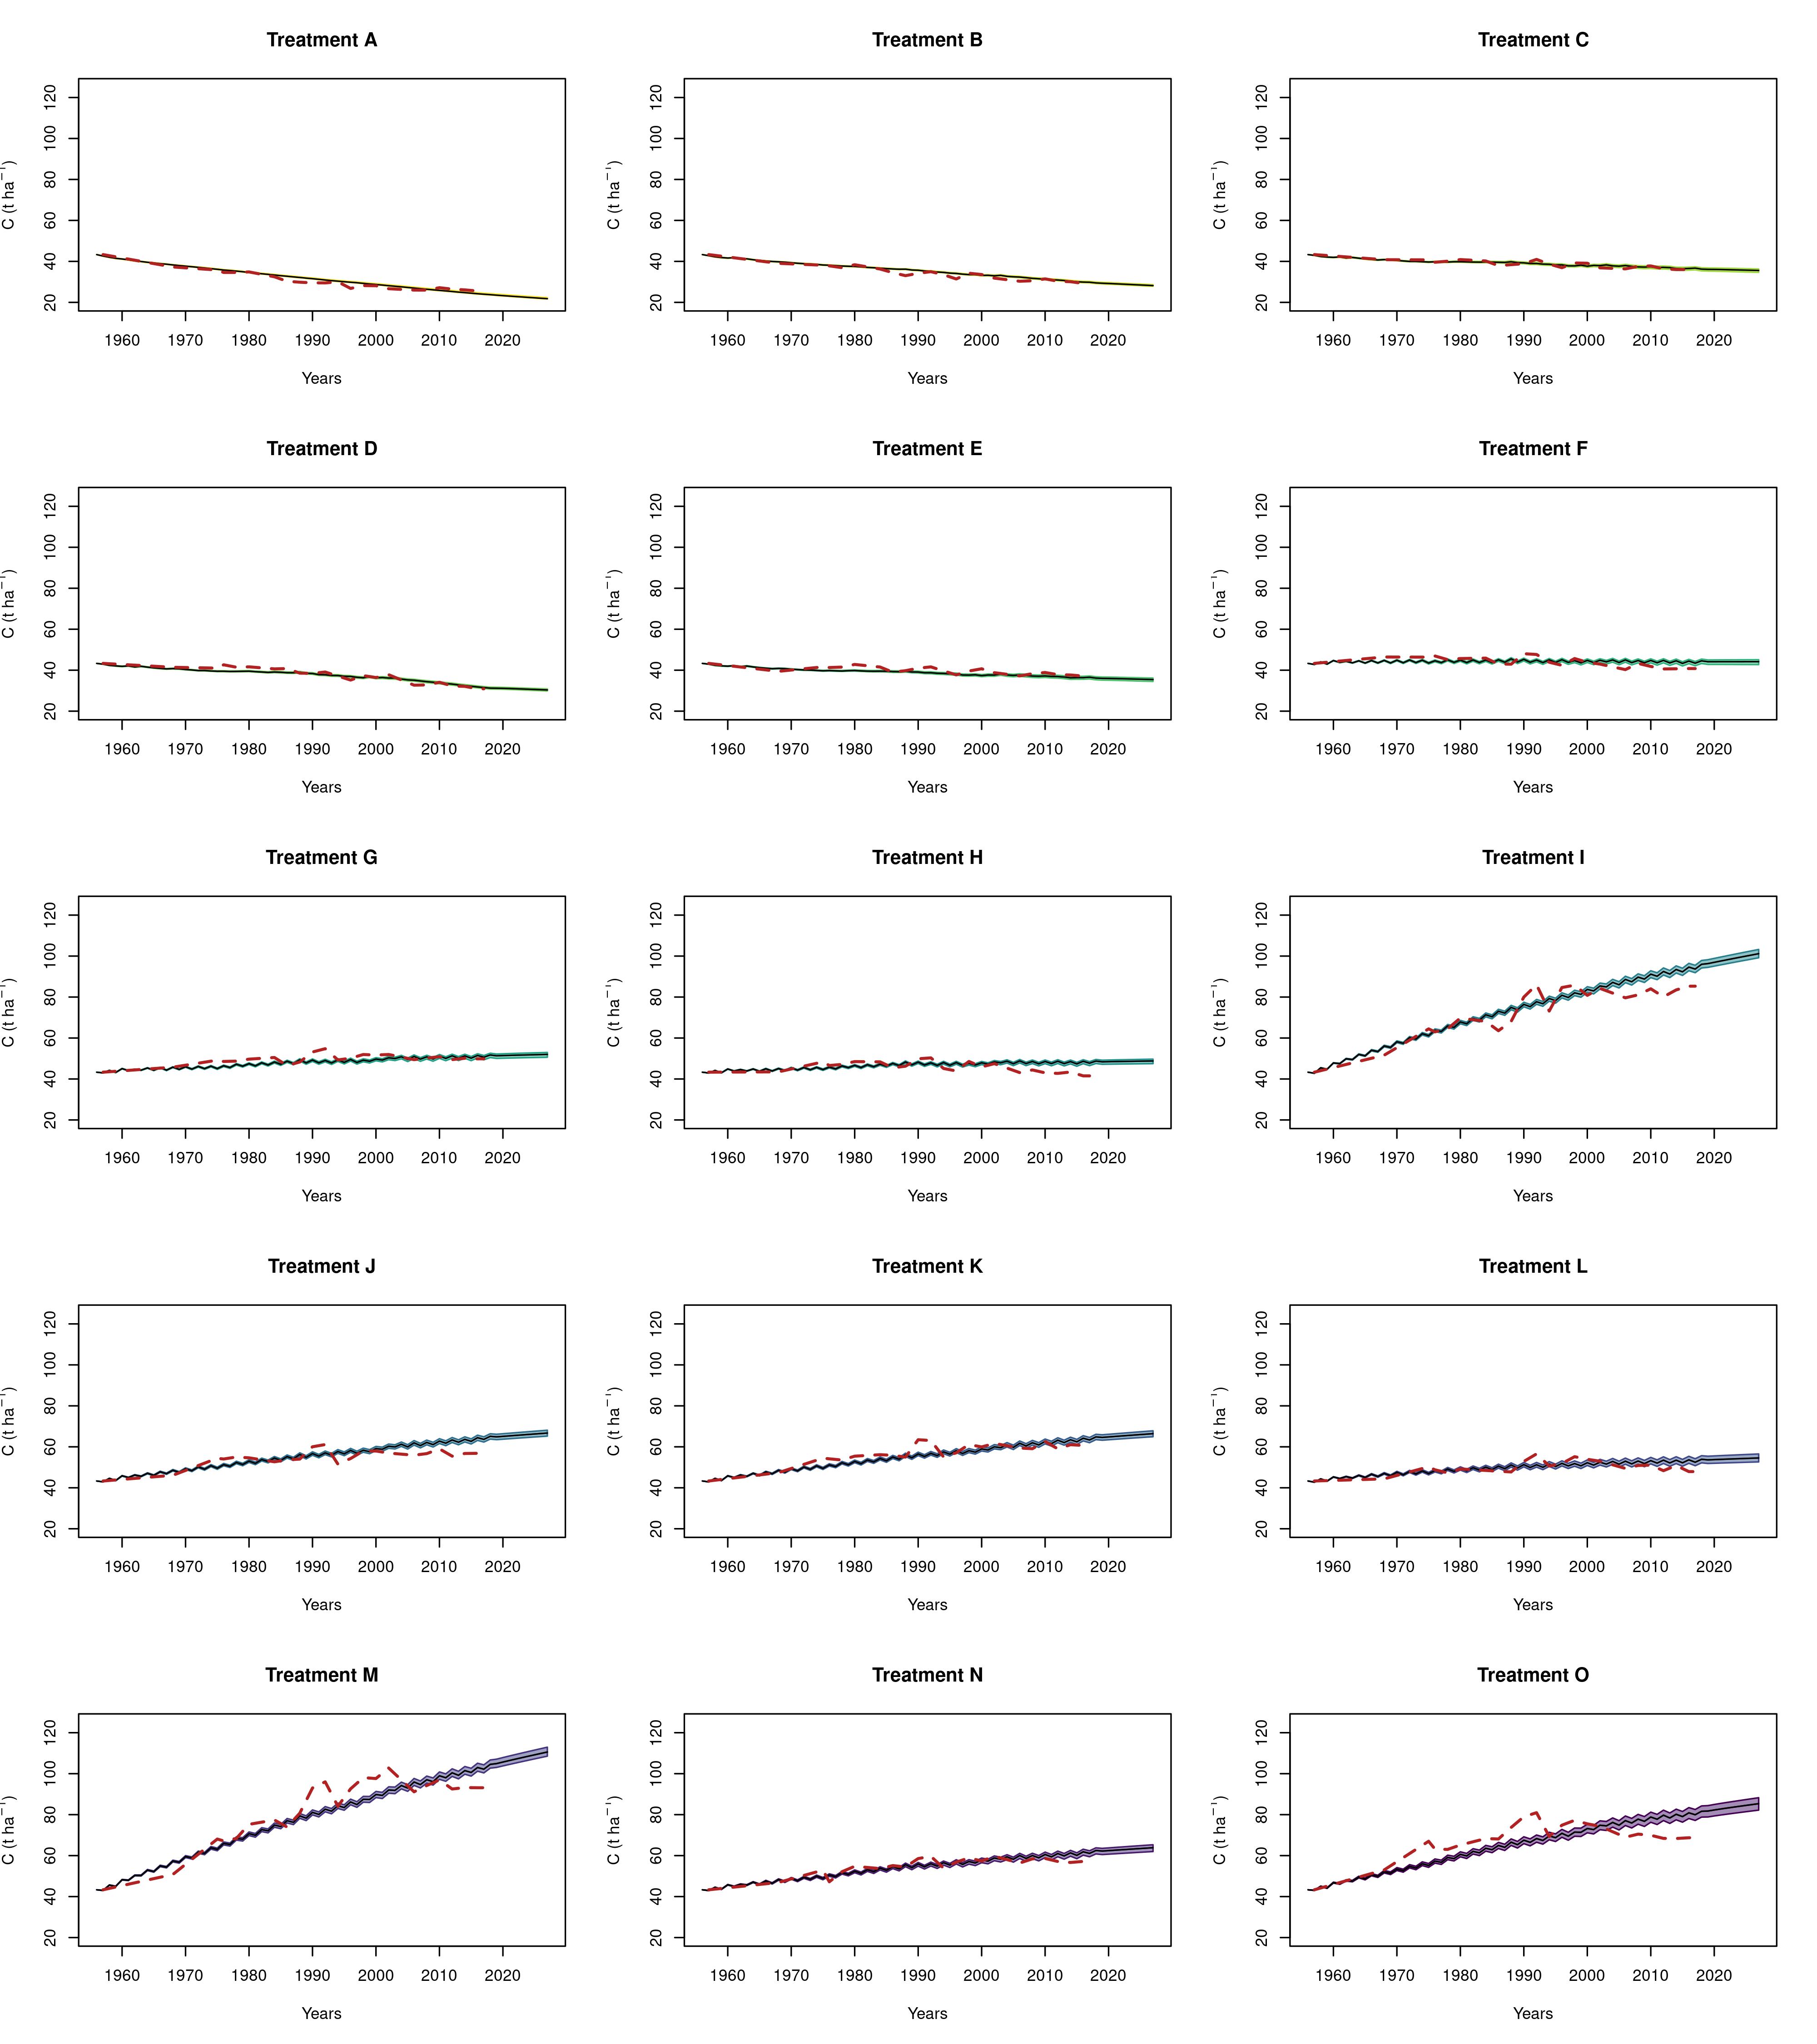 Treatment A
C (t ha⁻¹)
20 40 60 80 100 120
1960 1970 1980 1990 2000 2010 2020
Years
Treatment B
C (t ha⁻¹)
20 40 60 80 100 120
1960 1970 1980 1990 2000 2010 2020
Years
Treatment C
C (t ha⁻¹)
20 40 60 80 100 120
1960 1970 1980 1990 2000 2010 2020
Years
Treatment D
C (t ha⁻¹)
20 40 60 80 100 120
1960 1970 1980 1990 2000 2010 2020
Years
Treatment E
C (t ha⁻¹)
20 40 60 80 100 120
1960 1970 1980 1990 2000 2010 2020
Years
Treatment F
C (t ha⁻¹)
20 40 60 80 100 120
1960 1970 1980 1990 2000 2010 2020
Years
Treatment G
C (t ha⁻¹)
20 40 60 80 100 120
1960 1970 1980 1990 2000 2010 2020
Years
Treatment H
C (t ha⁻¹)
20 40 60 80 100 120
1960 1970 1980 1990 2000 2010 2020
Years
Treatment I
C (t ha⁻¹)
20 40 60 80 100 120
1960 1970 1980 1990 2000 2010 2020
Years
Treatment J
C (t ha⁻¹)
20 40 60 80 100 120
1960 1970 1980 1990 2000 2010 2020
Years
Treatment K
C (t ha⁻¹)
20 40 60 80 100 120
1960 1970 1980 1990 2000 2010 2020
Years
Treatment L
C (t ha⁻¹)
20 40 60 80 100 120
1960 1970 1980 1990 2000 2010 2020
Years
Treatment M
C (t ha⁻¹)
20 40 60 80 100 120
1960 1970 1980 1990 2000 2010 2020
Years
Treatment N
C (t ha⁻¹)
20 40 60 80 100 120
1960 1970 1980 1990 2000 2010 2020
Years
Treatment O
C (t ha⁻¹)
20 40 60 80 100 120
1960 1970 1980 1990 2000 2010 2020
Years